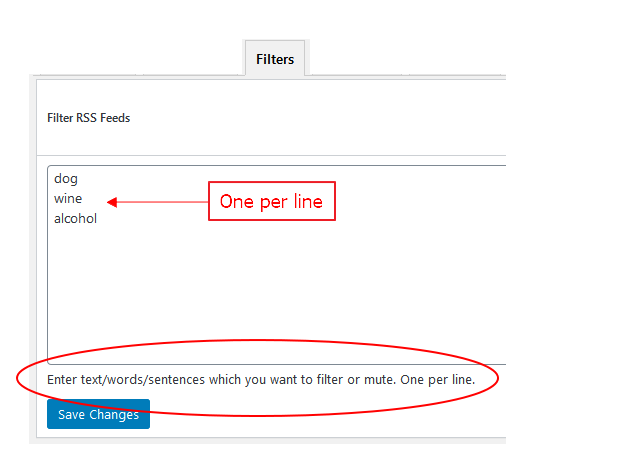 Filters
Filter RSS Feeds
dog
wine
alcohol
One per line
Enter text/words/sentences which you want to filter or mute. One per line.
Save Changes